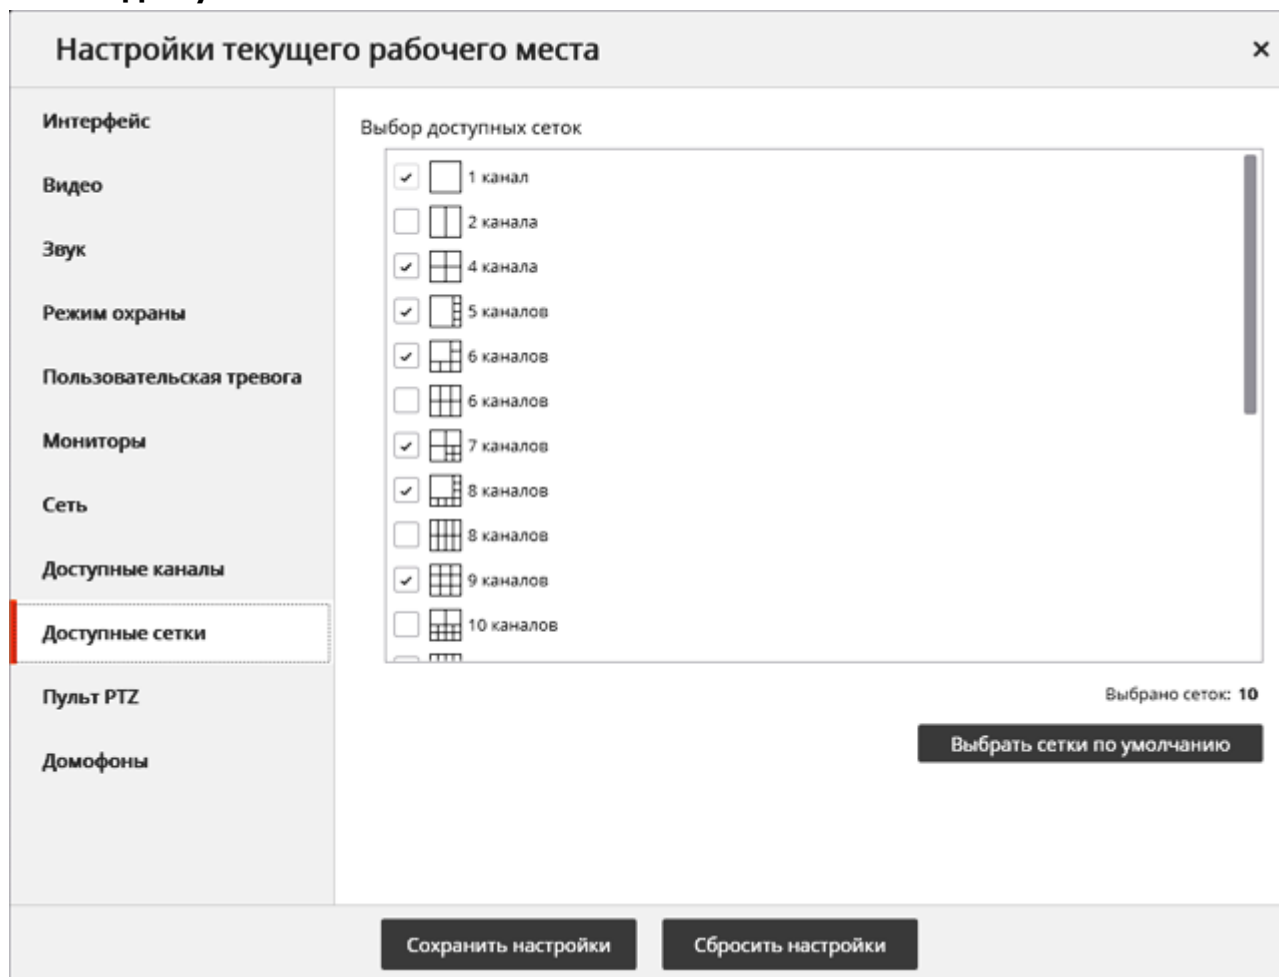 Настройки текущего рабочего места
Интерфейс
Видео
Звук
Режим охраны
Пользовательская тревога
Мониторы
Сеть
Доступные каналы
Доступные сетки
Пульт PTZ
Домофоны
Выбор доступных сеток
1 канал
2 канала
4 канала
5 каналов
6 каналов
6 каналов
7 каналов
8 каналов
8 каналов
9 каналов
10 каналов
Выбрано сеток: 10
Выбрать сетки по умолчанию
Сохранить настройки
Сбросить настройки